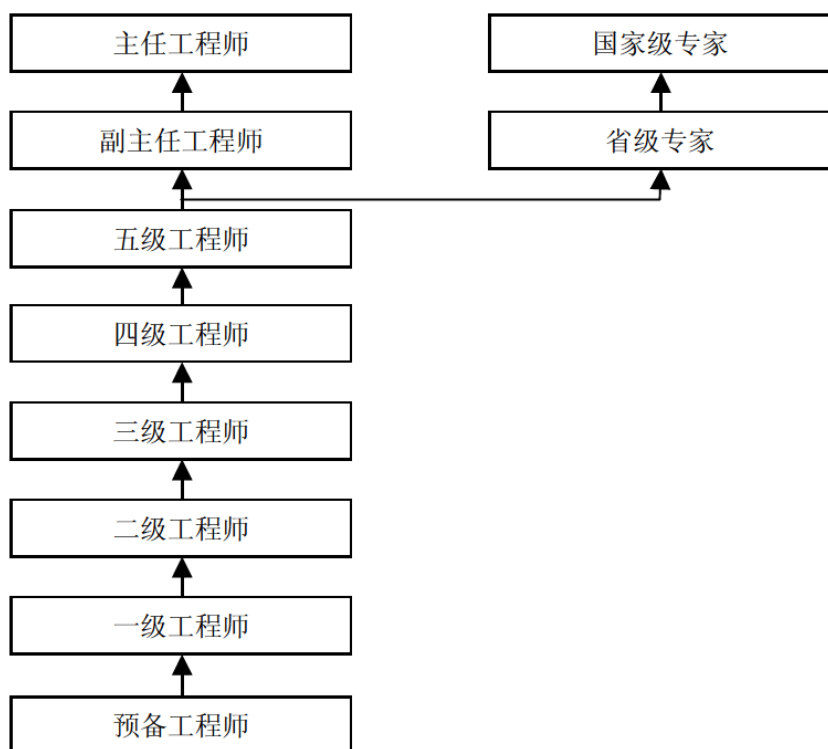 主任工程师
国家级专家
副主任工程师
省级专家
五级工程师
四级工程师
三级工程师
二级工程师
一级工程师
预备工程师